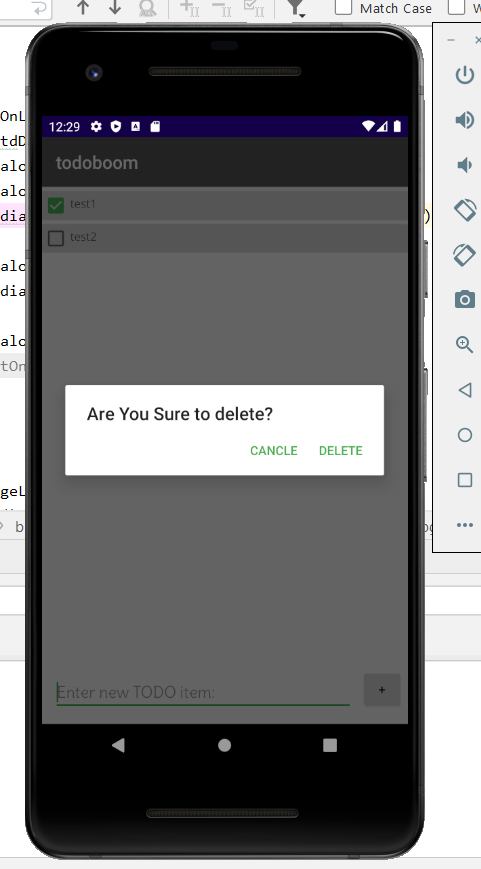 Match Case
W
OnL
12:29
tdD
todoboom
alo
alo
test1
dia
)
test2
alo
dia
alo
tOn
Are You Sure to delete?
CANCLE DELETE
geL
b
Enter new TODO item:
+